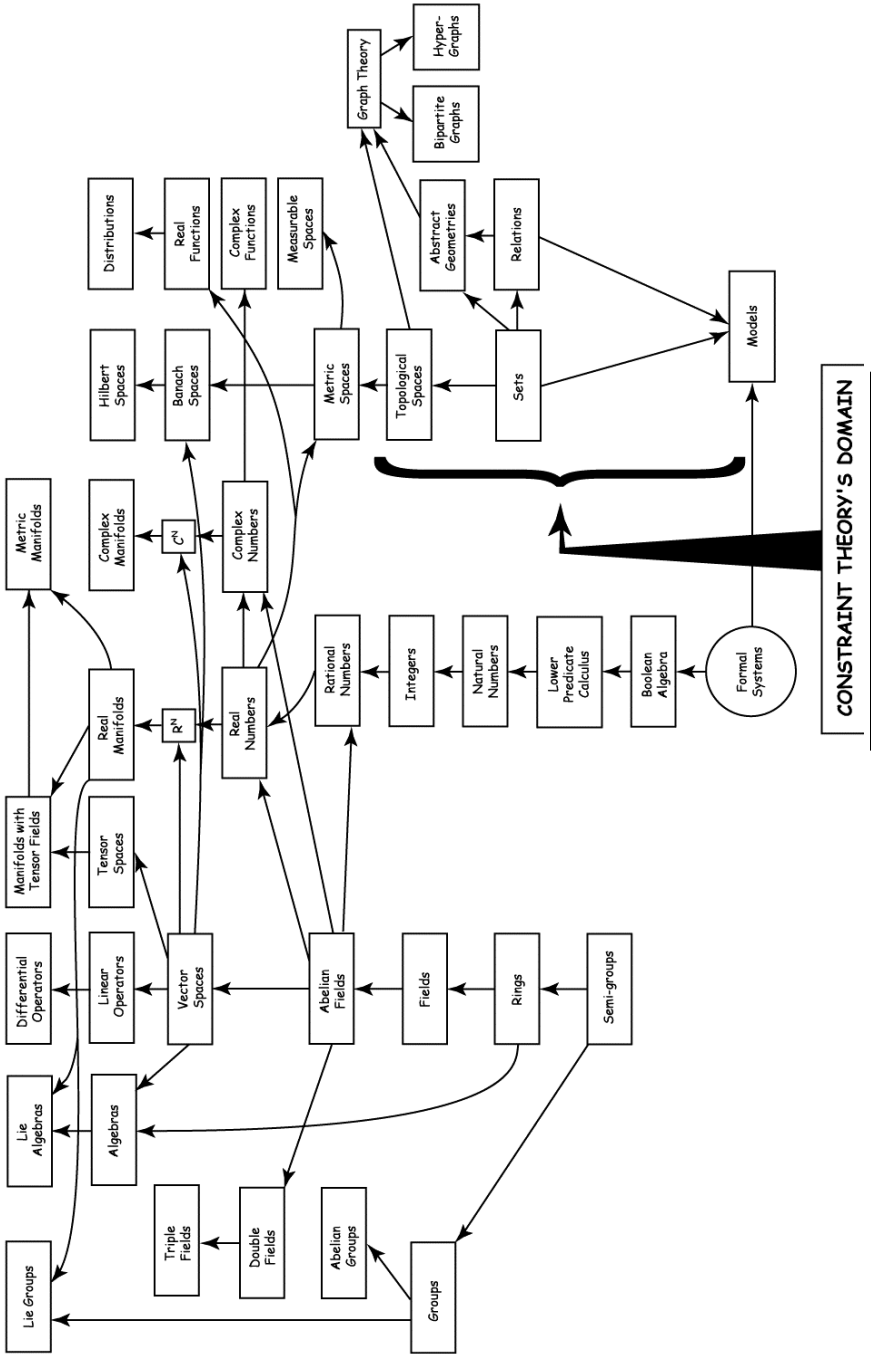 Lie Groups
Lie
Algebras
Differential
Operators
Manifolds with
Tensor Fields
Metric
Manifolds
Algebras
Linear
Operators
Tensor
Spaces
Real
Manifolds
Complex
Manifolds
Hilbert
Spaces
Distributions
Triple
Fields
Vector
Spaces
Rᴺ
Cᴺ
Banach
Spaces
Real
Functions
Double
Fields
Real
Numbers
Complex
Numbers
Complex
Functions
Abelian
Groups
Abelian
Fields
Rational
Numbers
Metric
Spaces
Measurable
Spaces
Graph Theory
Groups
Fields
Integers
Topological
Spaces
Abstract
Geometries
Bipartite
Graphs
Hyper-
Graphs
Rings
Natural
Numbers
Sets
Relations
Lower
Predicate
Calculus
Semi-groups
Boolean
Algebra
Formal
Systems
Models
CONSTRAINT THEORY'S DOMAIN